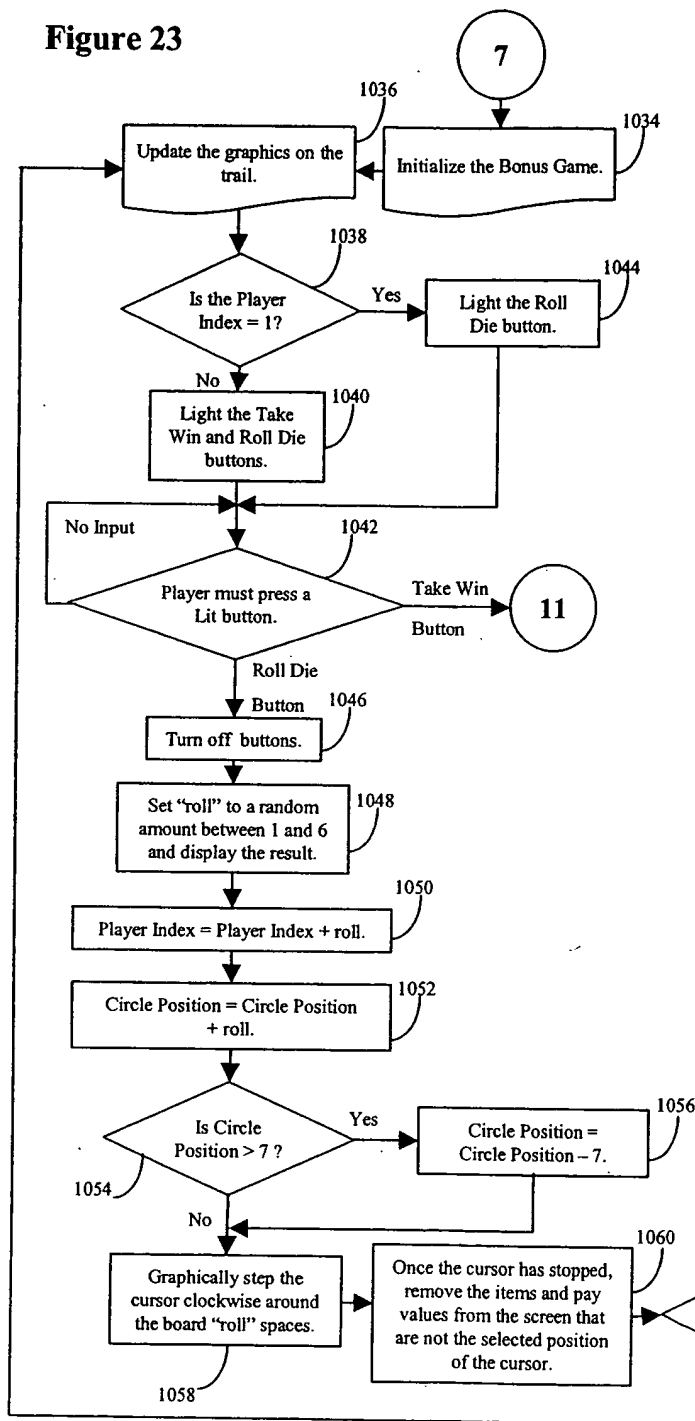 Figure 23
7
1036
1034
Update the graphics on the
trail.
Initialize the Bonus Game.
1038
1044
Is the Player
Index = 1?
Yes
Light the Roll
Die button.
No
1040
Light the Take
Win and Roll Die
buttons.
No Input
1042
Player must press a
Lit button.
Take Win
Button
11
Roll Die
Button
1046
Turn off buttons.
1048
Set “roll” to a random
amount between 1 and 6
and display the result.
1050
Player Index = Player Index + roll.
1052
Circle Position = Circle Position
+ roll.
1056
Is Circle
Position > 7 ?
Yes
Circle Position =
Circle Position – 7.
1054
No
1060
Graphically step the
cursor clockwise around
the board “roll” spaces.
Once the cursor has stopped,
remove the items and pay
values from the screen that
are not the selected position
of the cursor.
1058